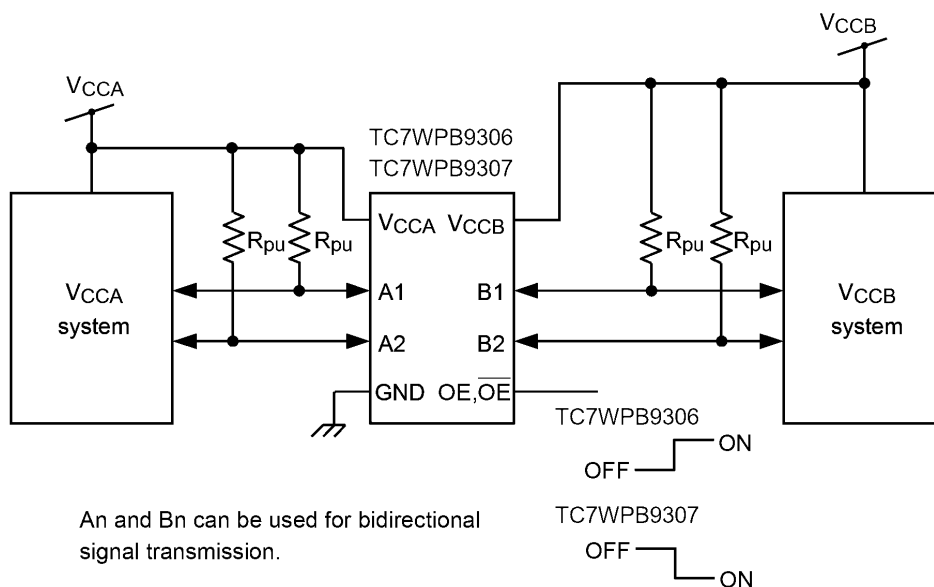 VCCB
VCCA
TC7WPB9306
TC7WPB9307
VCCA
VCCB
Rpu
Rpu
Rpu
Rpu
VCCA
system
A1
B1
VCCB
system
A2
B2
GND
OE,O̅E̅
TC7WPB9306
ON
OFF
An and Bn can be used for bidirectional
signal transmission.
TC7WPB9307
OFF
ON